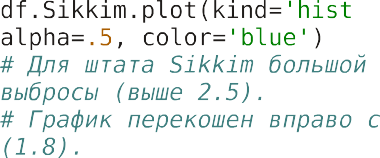 df.Sikkim.plot(kind='hist
alpha=.5, color='blue')
# Для штата Sikkim большой
выбросы (выше 2.5).
# График перекошен вправо с
(1.8).